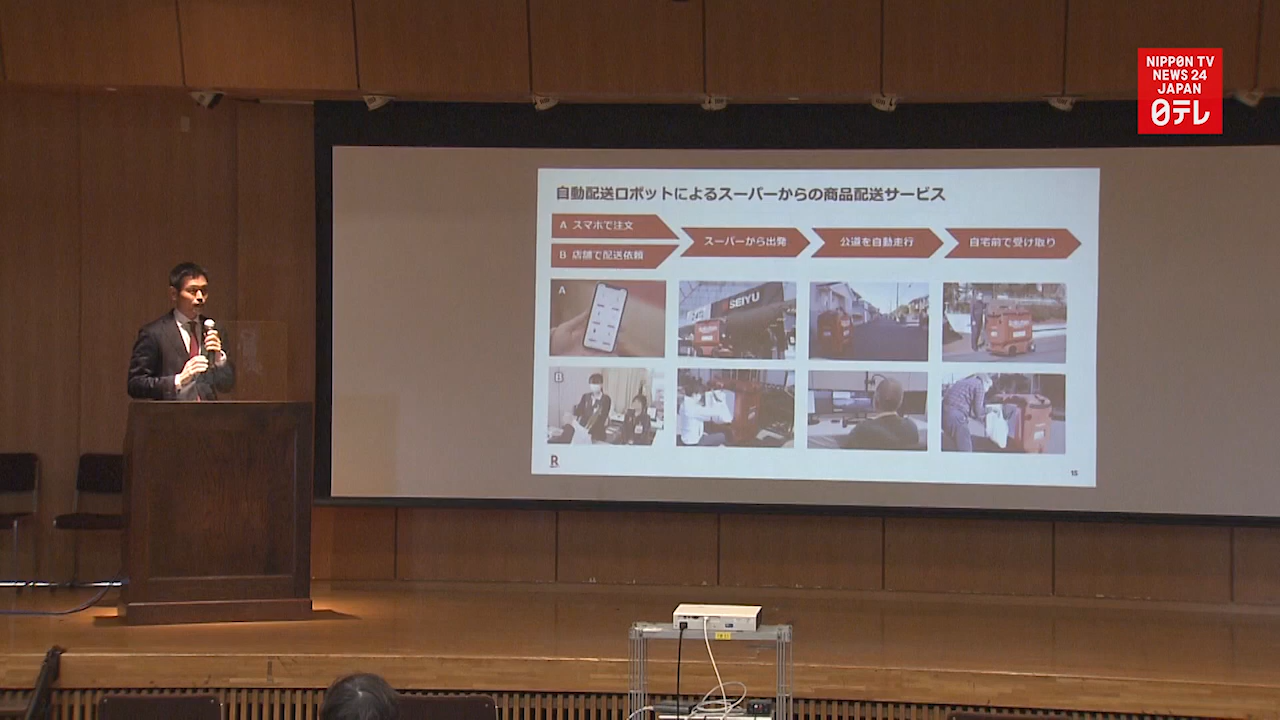 NIPPON TV
NEWS 24
JAPAN
日テレ
自動配送ロボットによるスーパーからの商品配送サービス
A スマホで注文
B 店舗で配送依頼
スーパーから出発
公道を自動走行
自宅前で受け取り
A
SEIYU
B
R
15